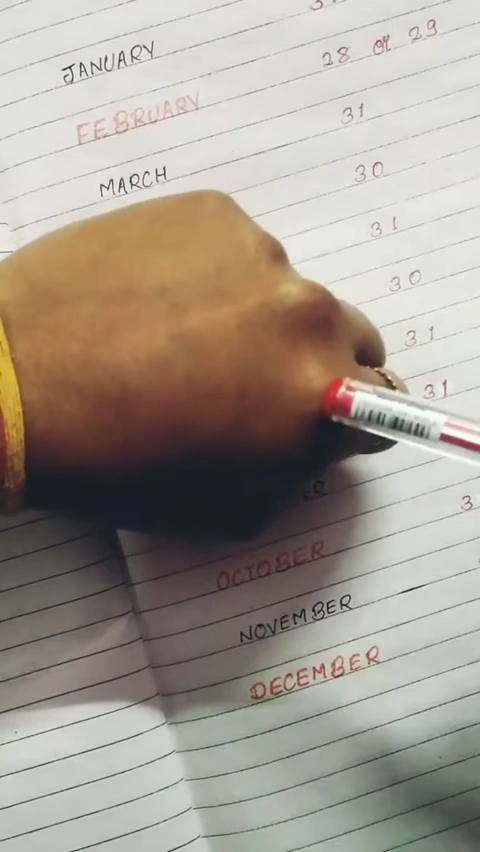 JANUARY
28 or 29
FEBRUARY
31
MARCH
30
31
30
31
31
OCTOBER
NOVEMBER
DECEMBER